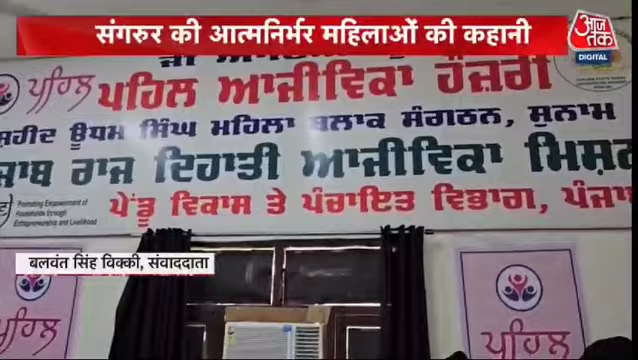 संगरुर की आत्मनिर्भर महिलाओं की कहानी
आज तक
DIGITAL
ਪਹਿਲ
ਪਹਿਲ ਆਜੀਵਿਕਾ ਹੌਜ਼ਰੀ
ਸ਼ਹੀਦ ਊਧਮ ਸਿੰਘ ਮਹਿਲਾ ਬਲਾਕ ਸੰਗਠਨ, ਸੁਨਾਮ
ਰਾਜ ਦਿਹਾਤੀ ਆਜੀਵਿਕਾ
Promoting Empowerment of
Households through
Entrepreneurship and Livelihood
ਪੇਂਡੂ ਵਿਕਾਸ ਤੇ ਪੰਚਾਇਤ ਵਿਭਾਗ,
बलवंत सिंह विक्की, संवाददाता
ਪਹਿਲ
ਪਹਿਲ